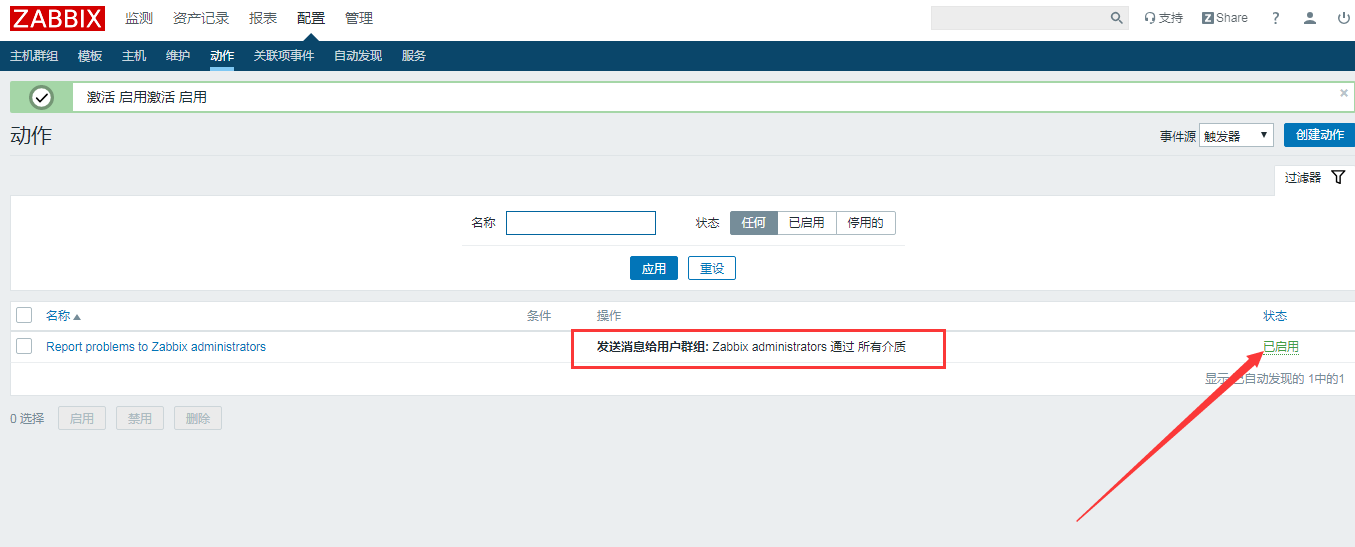 ZABBIX 监测 资产记录 报表 配置 管理 支持 Z Share ?
主机群组 模板 主机 维护 动作 关联项事件 自动发现 服务
激活 启用激活 启用 ×
动作 事件源 触发器 创建动作
过滤器
名称 状态 任何 已启用 停用的
应用 重设
名称 条件 操作 状态
Report problems to Zabbix administrators 发送消息给用户群组: Zabbix administrators 通过 所有介质 已启用
显示 已自动发现的 1中的1
0 选择 启用 禁用 删除